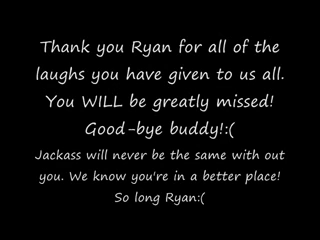 Thank you Ryan for all of the
laughs you have given to us all.
You WILL be greatly missed!
Good-bye buddy!:(
Jackass will never be the same with out
you. We know you're in a better place!
So long Ryan:(